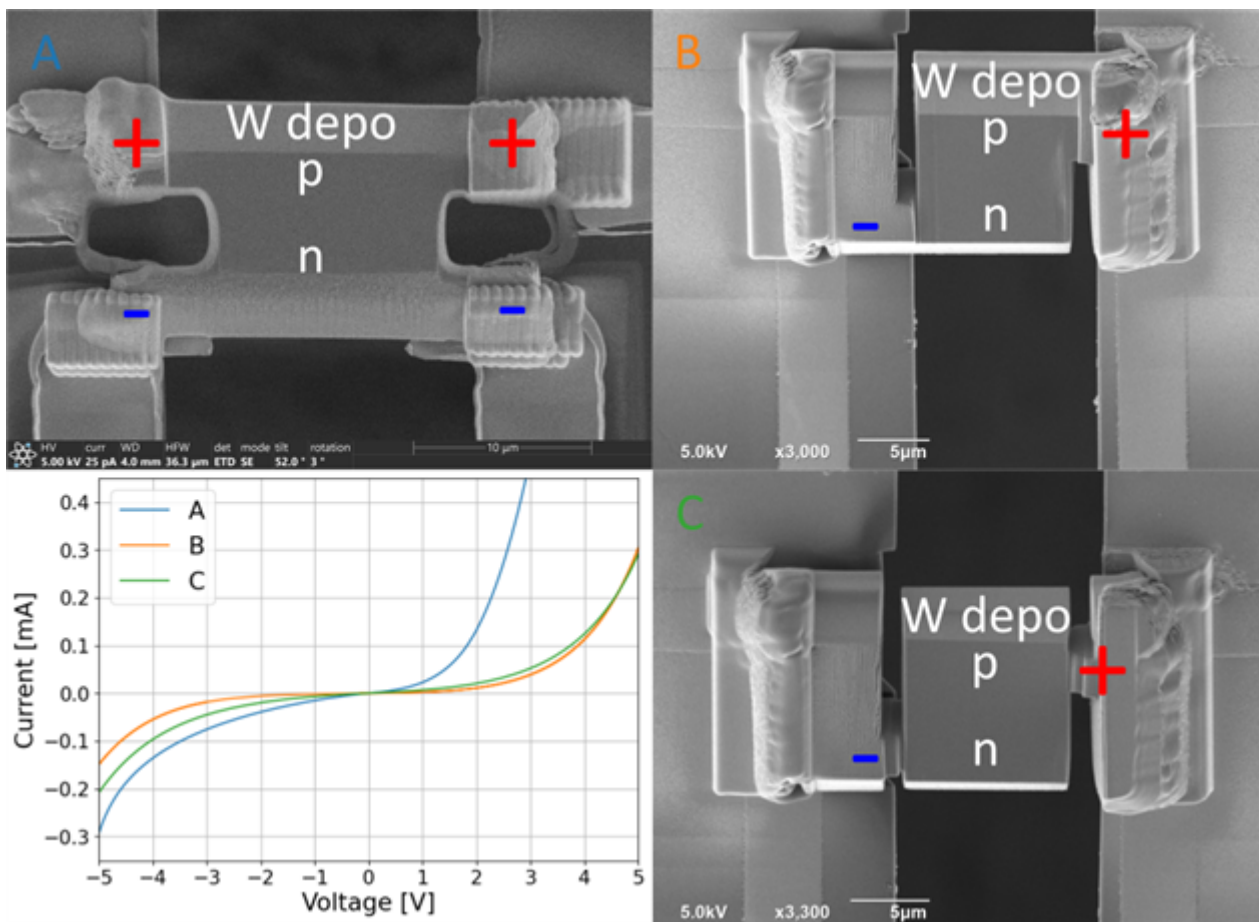 A
W depo
+
+
p
n
-
-
HV curr WD HFW det mode tilt rotation
5.00 kV 25 pA 4.0 mm 36.3 µm ETD SE 52.0 ° 3 °
10 µm
B
W depo
p
+
n
-
5.0kV x3,000 5µm
A
B
C
0.4
0.3
0.2
0.1
0.0
−0.1
−0.2
−0.3
Current [mA]
−5 −4 −3 −2 −1 0 1 2 3 4 5
Voltage [V]
C
W depo
p
+
n
-
5.0kV x3,300 5µm